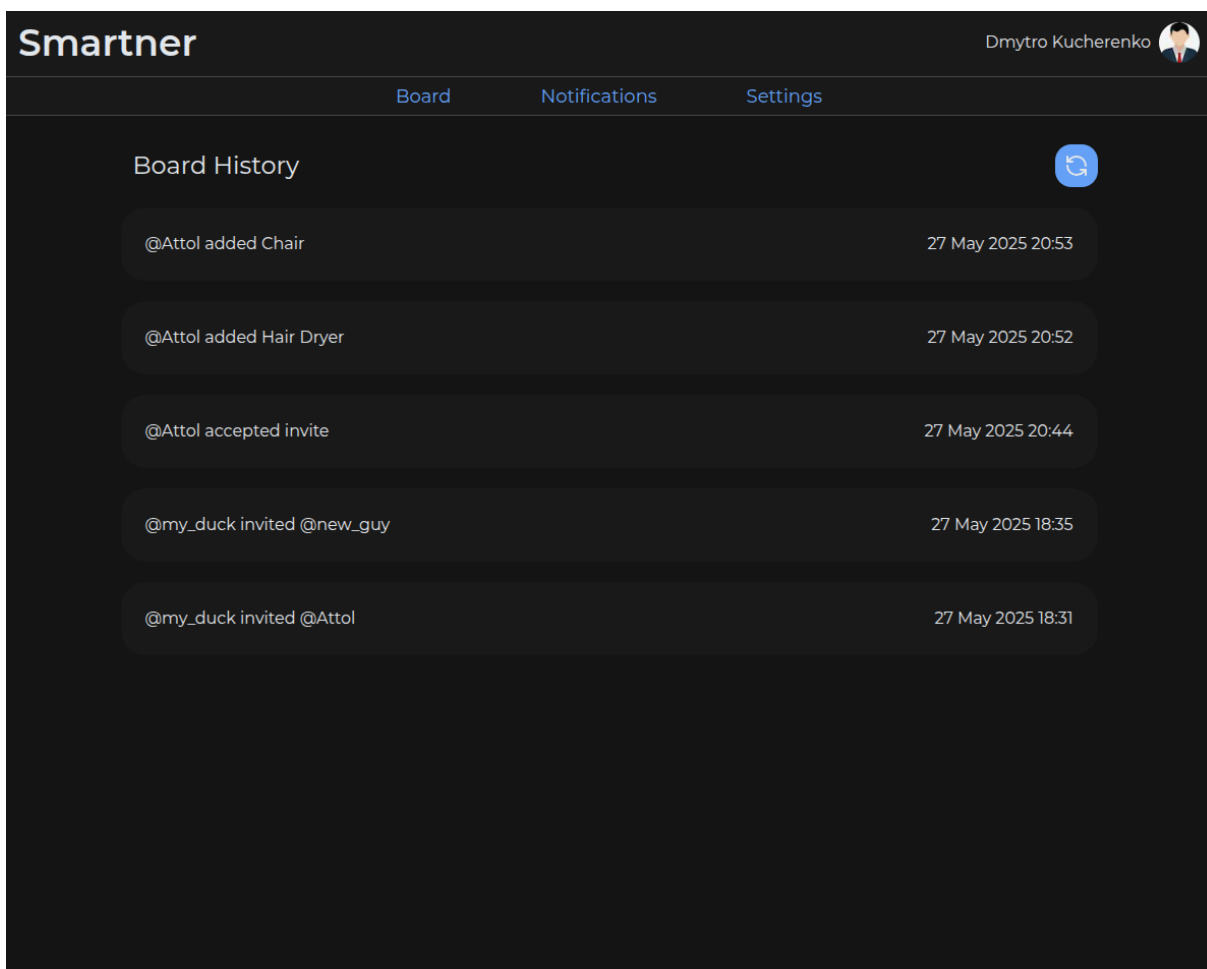 Smartner
Dmytro Kucherenko
Board Notifications Settings
Board History
@Attol added Chair 27 May 2025 20:53
@Attol added Hair Dryer 27 May 2025 20:52
@Attol accepted invite 27 May 2025 20:44
@my_duck invited @new_guy 27 May 2025 18:35
@my_duck invited @Attol 27 May 2025 18:31